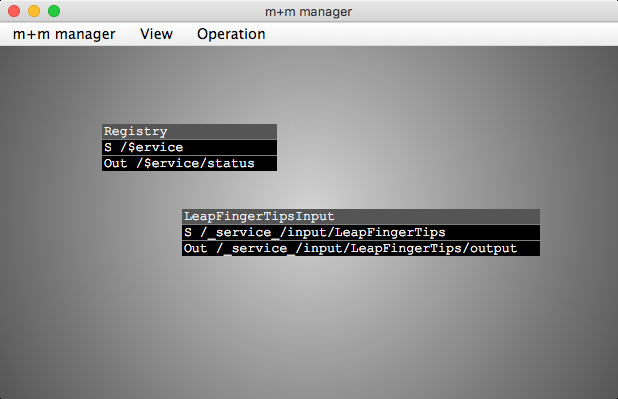 m+m manager
m+m manager View Operation
Registry
S /$ervice
Out /$ervice/status
LeapFingerTipsInput
S /_service_/input/LeapFingerTips
Out /_service_/input/LeapFingerTips/output